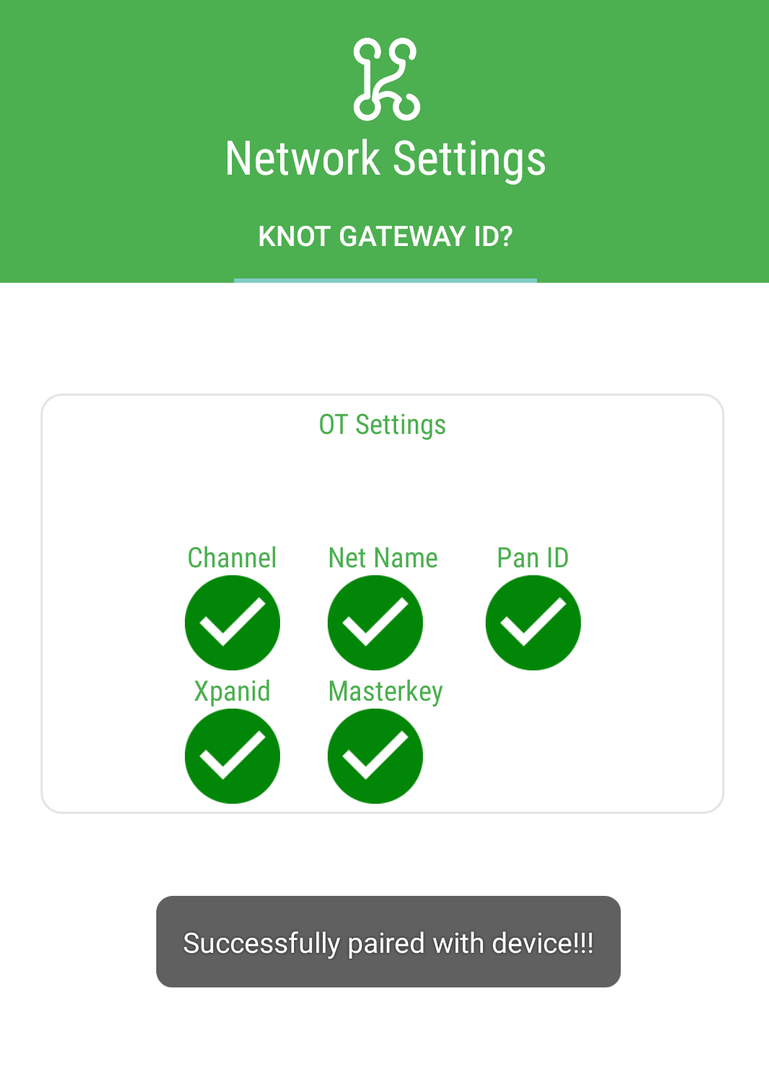 Network Settings
KNOT GATEWAY ID?
OT Settings
Channel Net Name Pan ID
Xpanid Masterkey
Successfully paired with device!!!